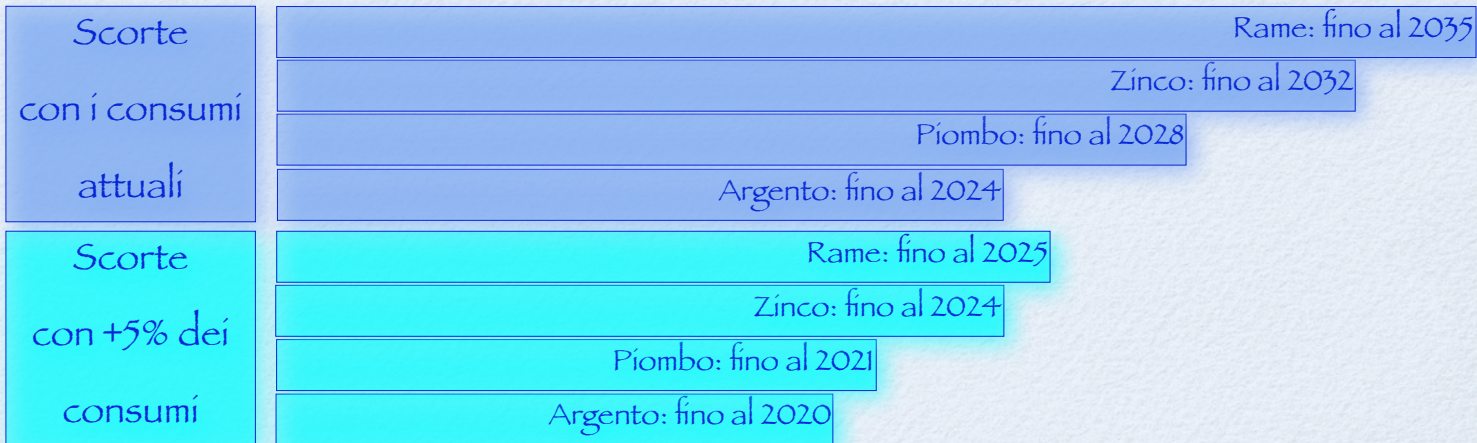 Scorte
con i consumi
attuali
Rame: fino al 2035
Zinco: fino al 2032
Piombo: fino al 2028
Argento: fino al 2024
Scorte
con +5% dei
consumi
Rame: fino al 2025
Zinco: fino al 2024
Piombo: fino al 2021
Argento: fino al 2020